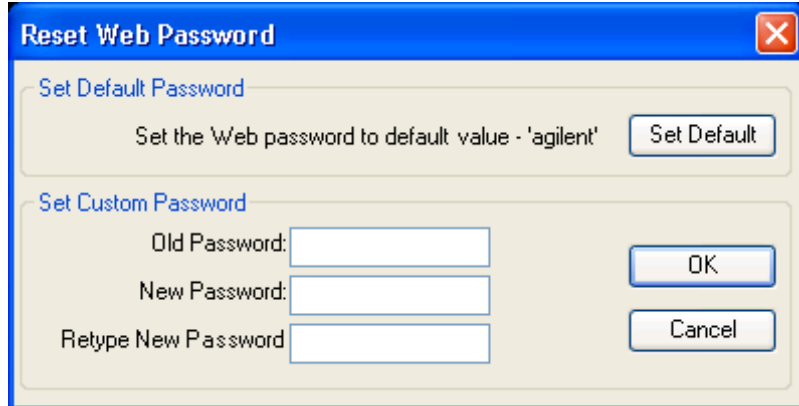 Reset Web Password
Set Default Password
Set the Web password to default value - 'agilent'
Set Default
Set Custom Password
Old Password:
OK
New Password:
Cancel
Retype New Password